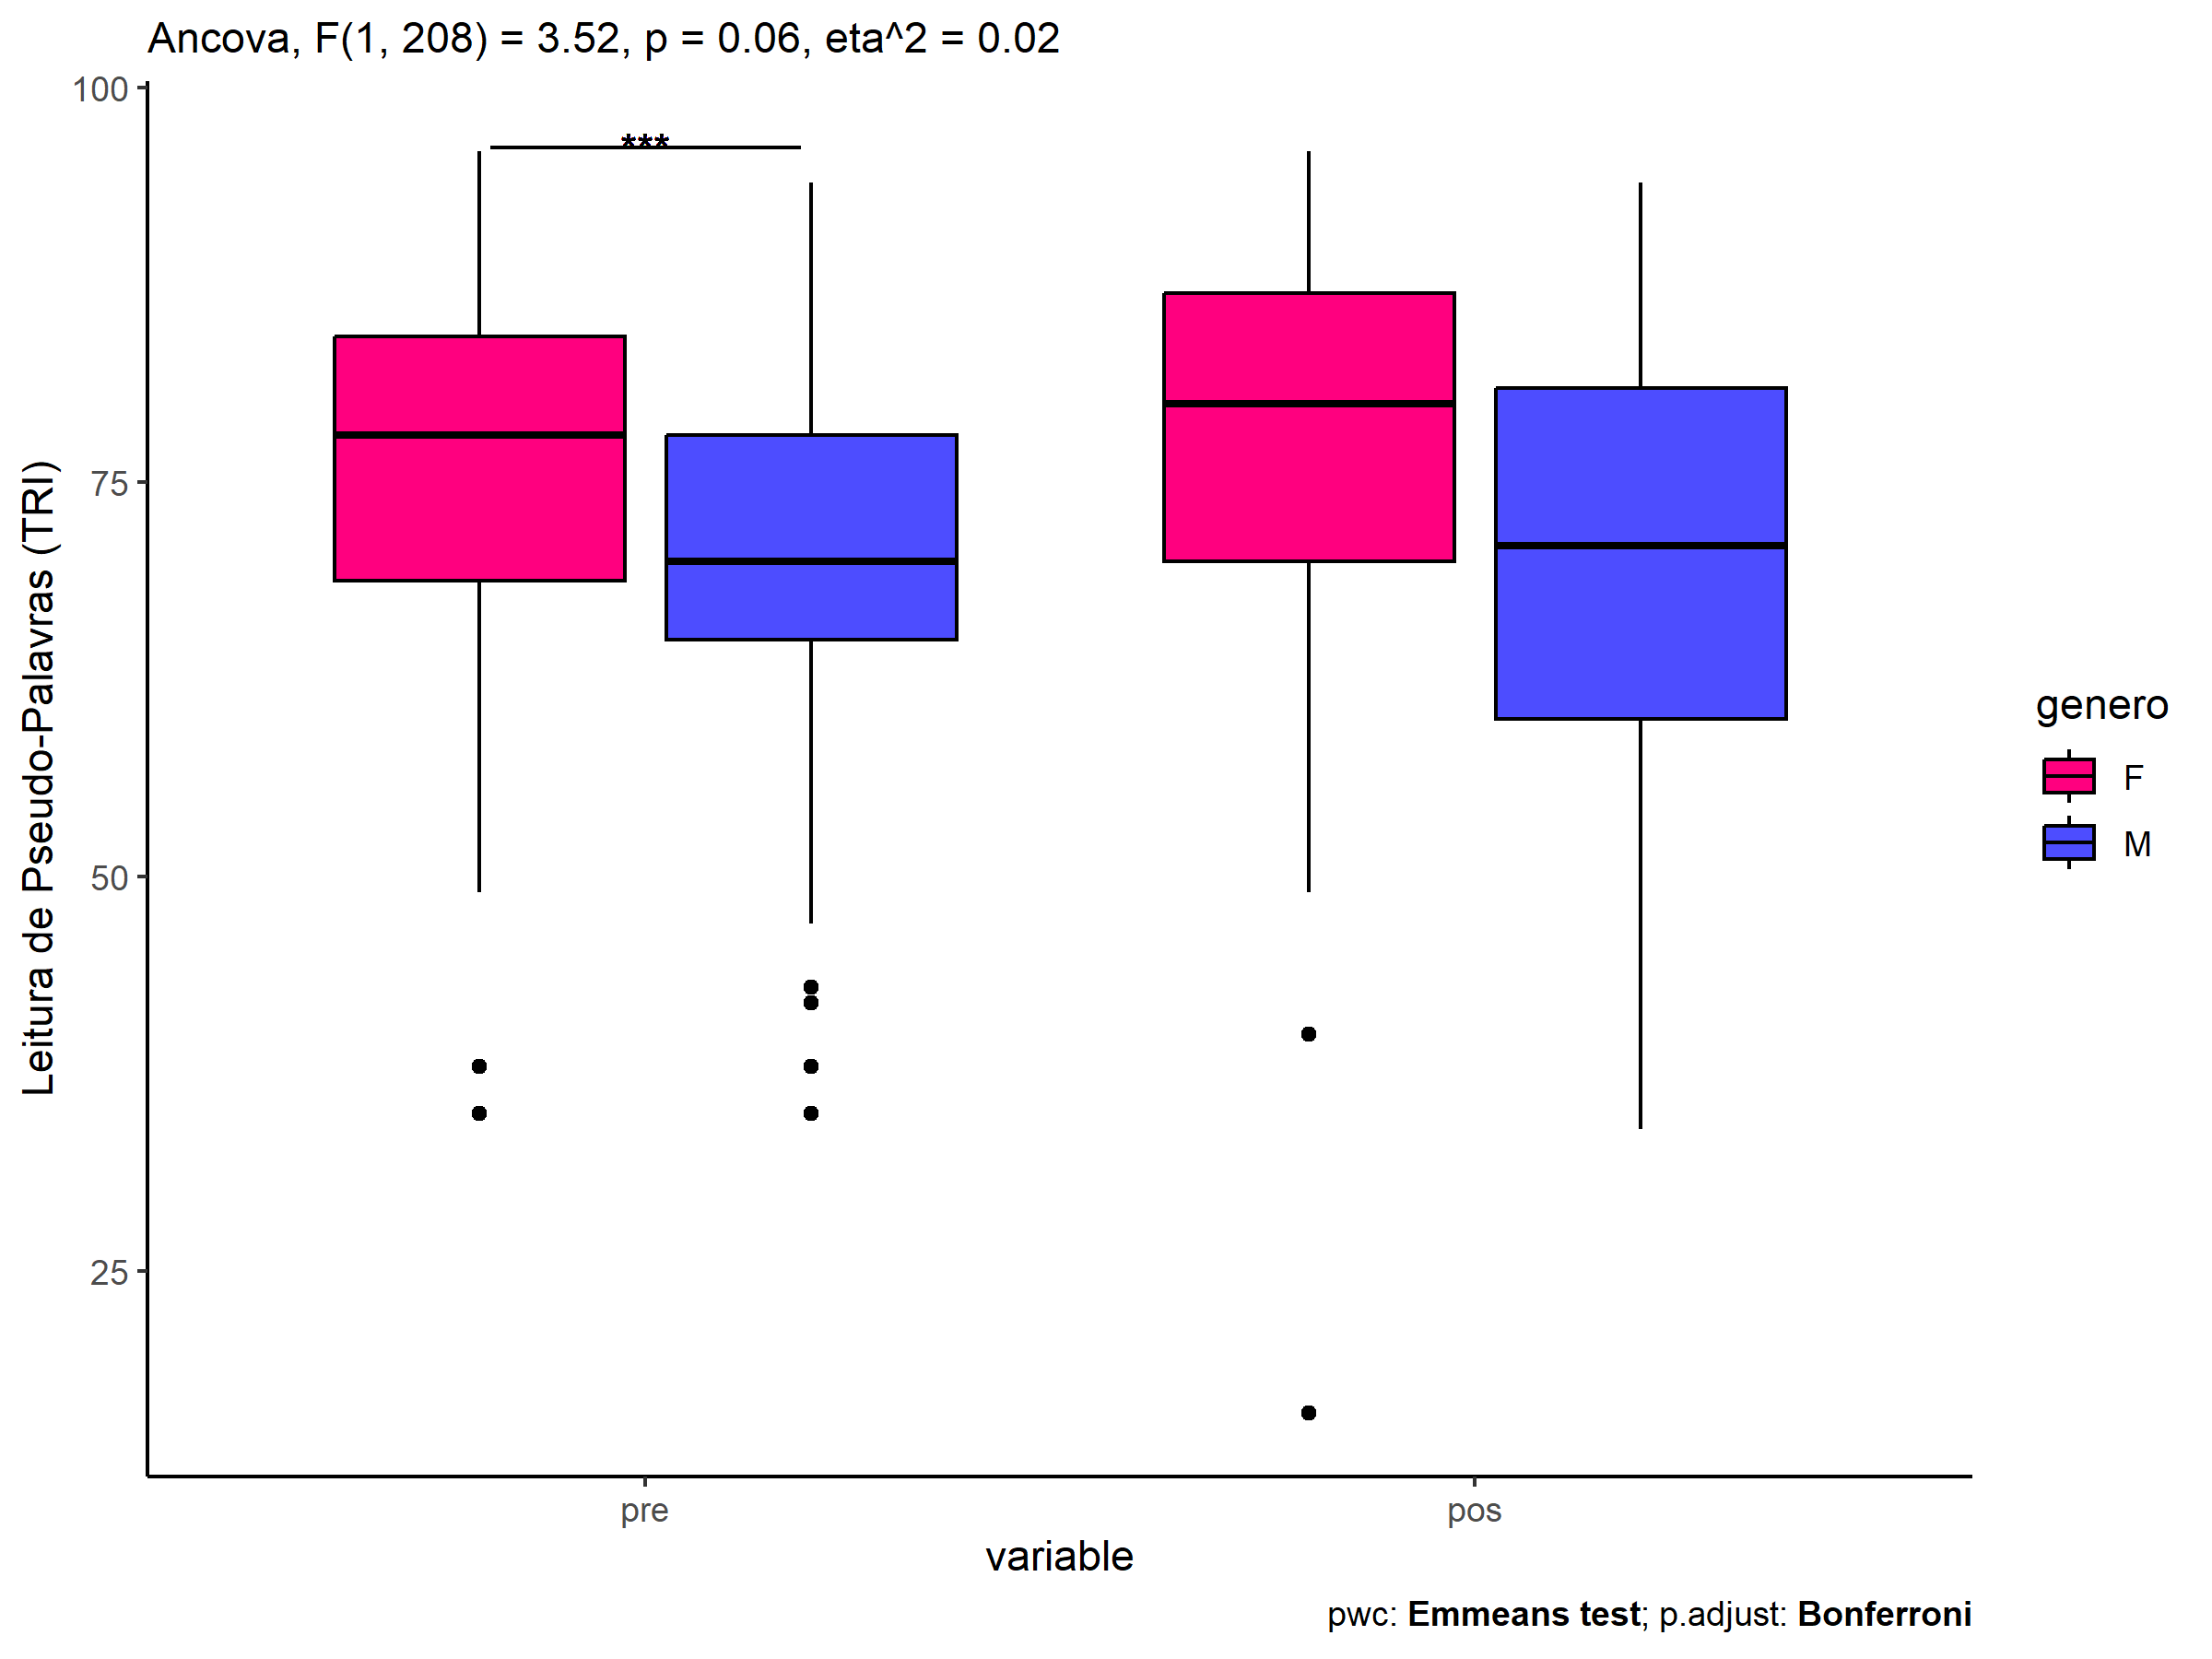 Ancova, F(1, 208) = 3.52, p = 0.06, eta^2 = 0.02
100
75
50
25
Leitura de Pseudo-Palavras (TRI)
***
pre
pos
variable
genero
F
M
pwc: Emmeans test; p.adjust: Bonferroni